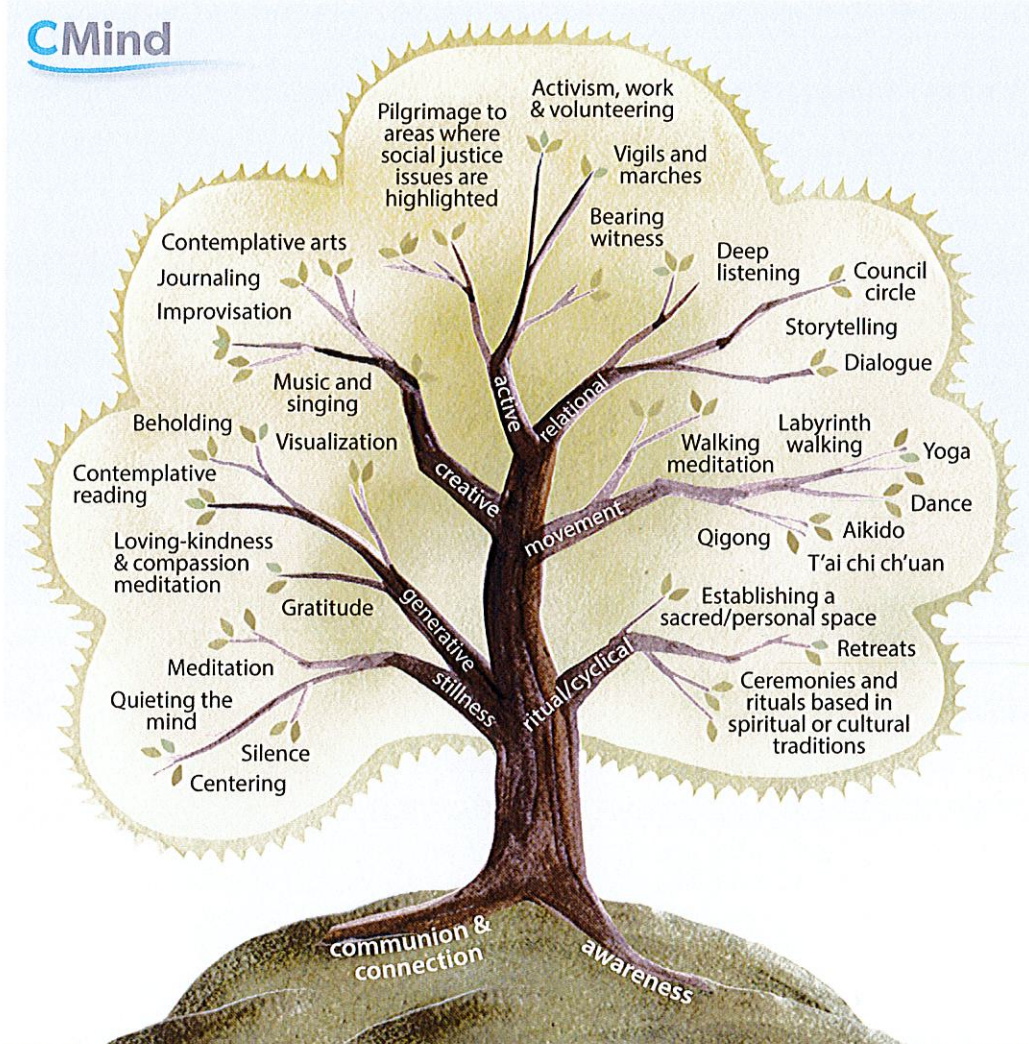 CMind
Activism, work
& volunteering
Pilgrimage to
areas where
social justice
issues are
highlighted
Vigils and
marches
Bearing
witness
Deep
listening
Council
circle
Storytelling
Dialogue
Contemplative arts
Journaling
Improvisation
Music and
singing
active
relational
creative
Beholding
Visualization
Contemplative
reading
Loving-kindness
& compassion
meditation
Gratitude
generative
Walking
meditation
Labyrinth
walking
Yoga
Dance
Aikido
Qigong
T'ai chi ch'uan
movement
Meditation
Quieting the
mind
Silence
Centering
stillness
Establishing a
sacred/personal space
Retreats
Ceremonies and
rituals based in
spiritual or cultural
traditions
ritual/cyclical
communion &
connection
awareness